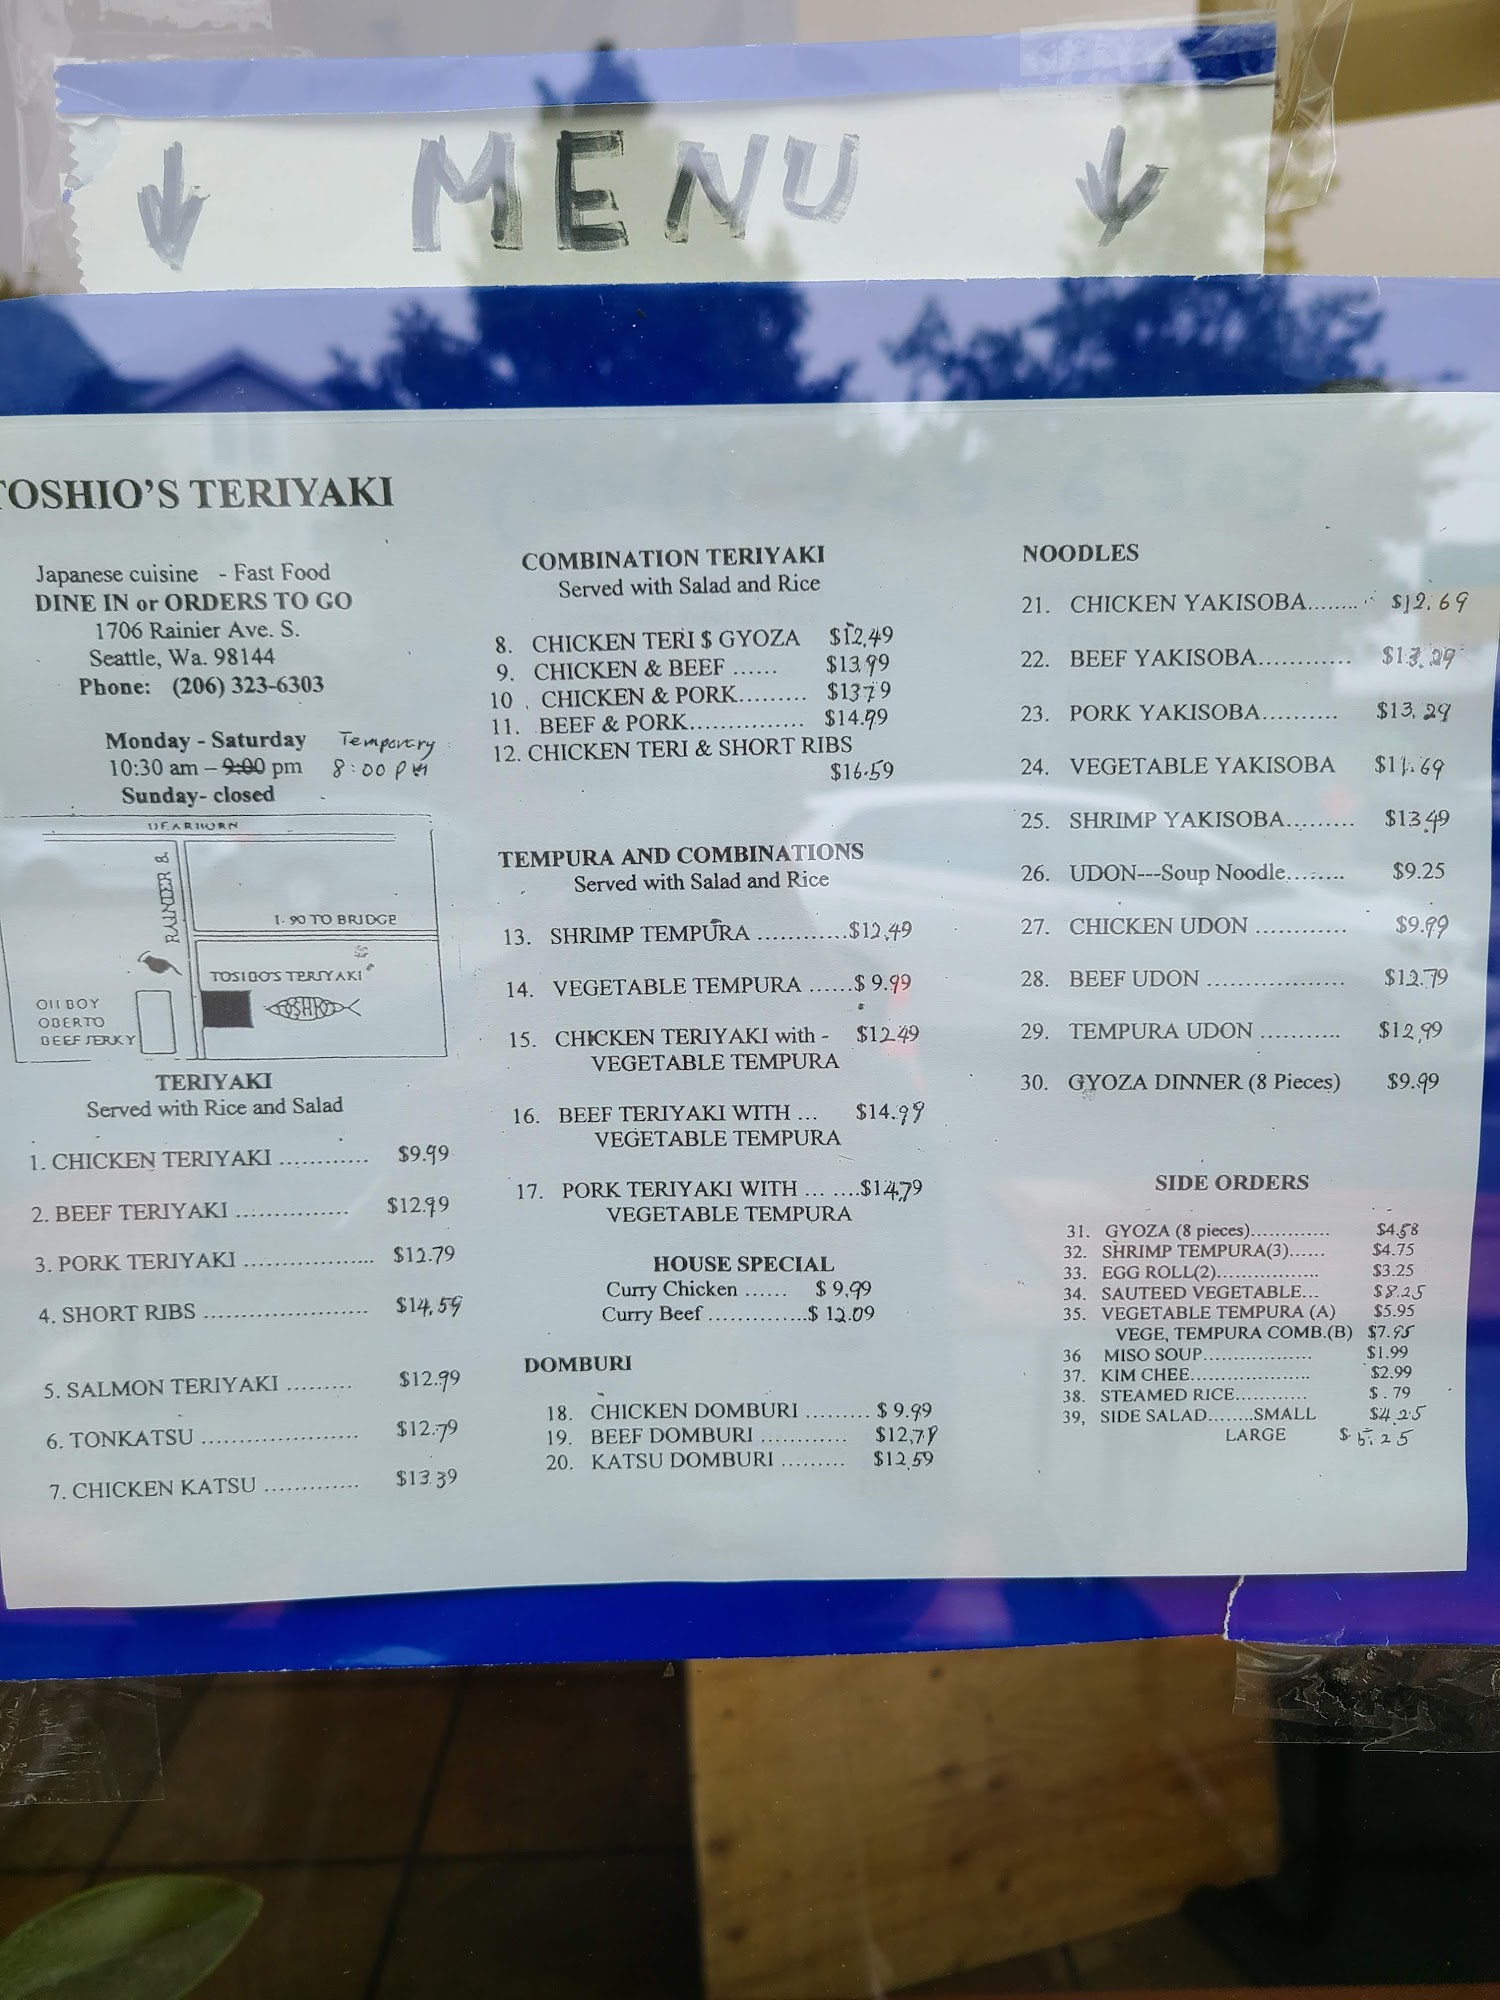 MENU
TOSHIO'S TERIYAKI
Japanese cuisine - Fast Food
DINE IN or ORDERS TO GO
1706 Rainier Ave. S.
Seattle, Wa. 98144
Phone: (206) 323-6303
Monday - Saturday Temporary
10:30 am – 9:00 pm 8:00 PM
Sunday- closed
DEARBORN
RAINIER &
I-90 TO BRIDGE
TOSIBO'S TERIYAKI
TOSHIO
OH BOY
OBERTO
BEEF JERKY
TERIYAKI
Served with Rice and Salad
1. CHICKEN TERIYAKI ............ $9.99
2. BEEF TERIYAKI ............... $12.99
3. PORK TERIYAKI .................. $12.79
4. SHORT RIBS ...................... $14.59
5. SALMON TERIYAKI ......... $12.99
6. TONKATSU ..................... $12.79
7. CHICKEN KATSU ............. $13.39
COMBINATION TERIYAKI
Served with Salad and Rice
8. CHICKEN TERI $ GYOZA $12.49
9. CHICKEN & BEEF ...... $13.99
10. CHICKEN & PORK......... $13.79
11. BEEF & PORK............... $14.99
12. CHICKEN TERI & SHORT RIBS
$16.59
TEMPURA AND COMBINATIONS
Served with Salad and Rice
13. SHRIMP TEMPURA ............$12.49
14. VEGETABLE TEMPURA ......$ 9.99
15. CHICKEN TERIYAKI with - $12.49
VEGETABLE TEMPURA
16. BEEF TERIYAKI WITH ... $14.99
VEGETABLE TEMPURA
17. PORK TERIYAKI WITH ... ....$14.79
VEGETABLE TEMPURA
HOUSE SPECIAL
Curry Chicken ...... $ 9.99
Curry Beef ..............$ 12.09
DOMBURI
18. CHICKEN DOMBURI ......... $ 9.99
19. BEEF DOMBURI ............ $12.79
20. KATSU DOMBURI ......... $12.59
NOODLES
21. CHICKEN YAKISOBA........ $12.69
22. BEEF YAKISOBA............ $13.29
23. PORK YAKISOBA.......... $13.29
24. VEGETABLE YAKISOBA $11.69
25. SHRIMP YAKISOBA......... $13.49
26. UDON---Soup Noodle........ $9.25
27. CHICKEN UDON ............ $9.99
28. BEEF UDON .................. $12.79
29. TEMPURA UDON ........... $12.99
30. GYOZA DINNER (8 Pieces) $9.99
SIDE ORDERS
31. GYOZA (8 pieces)............. $4.58
32. SHRIMP TEMPURA(3)...... $4.75
33. EGG ROLL(2).................. $3.25
34. SAUTEED VEGETABLE... $8.25
35. VEGETABLE TEMPURA (A) $5.95
VEGE, TEMPURA COMB.(B) $7.95
36 MISO SOUP................... $1.99
37. KIM CHEE..................... $2.99
38. STEAMED RICE............ $ .79
39, SIDE SALAD........SMALL $4.25
LARGE $ 5.25